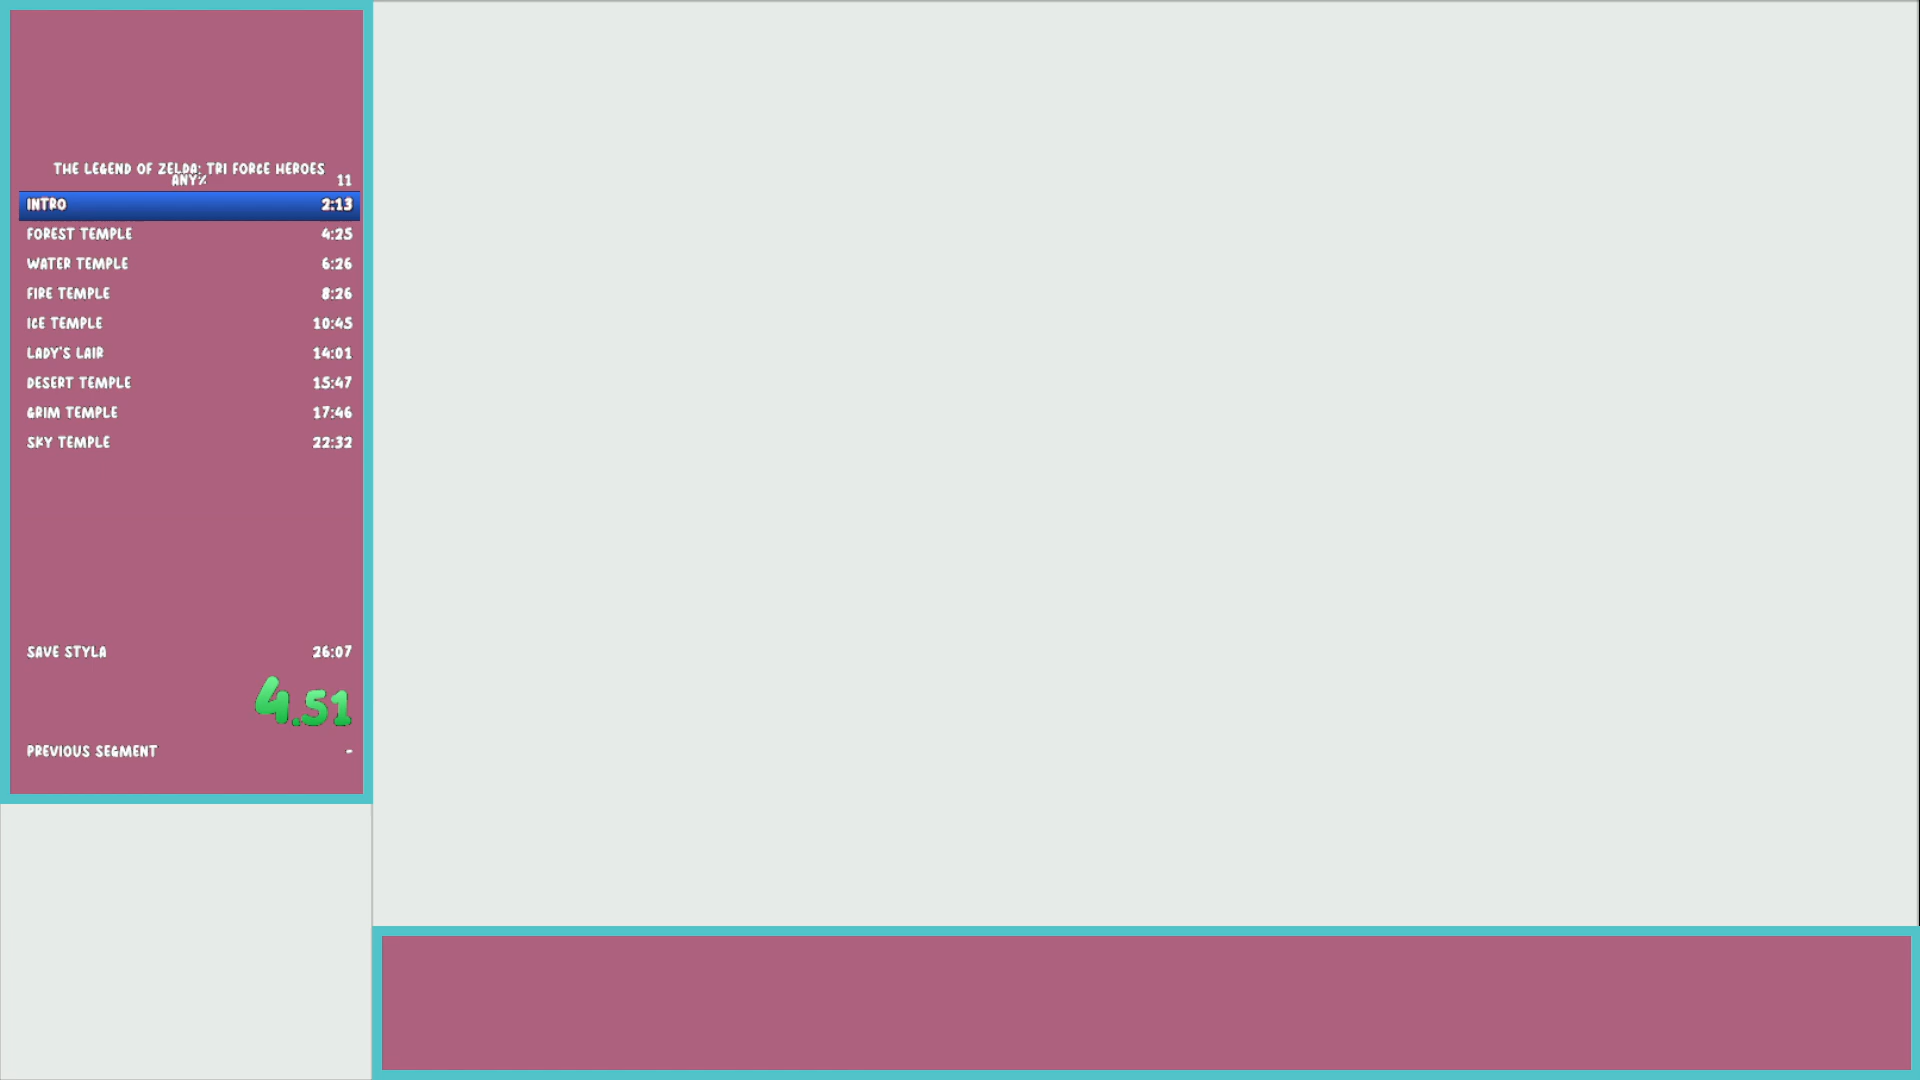 THE LEGEND OF ZELDA: TRI FORCE HEROES
ANY% 11
INTRO 2:13
FOREST TEMPLE 4:25
WATER TEMPLE 6:26
FIRE TEMPLE 8:26
ICE TEMPLE 10:45
LADY'S LAIR 14:01
DESERT TEMPLE 15:47
GRIM TEMPLE 17:46
SKY TEMPLE 22:32
SAVE STYLA 26:07
4.51
PREVIOUS SEGMENT -